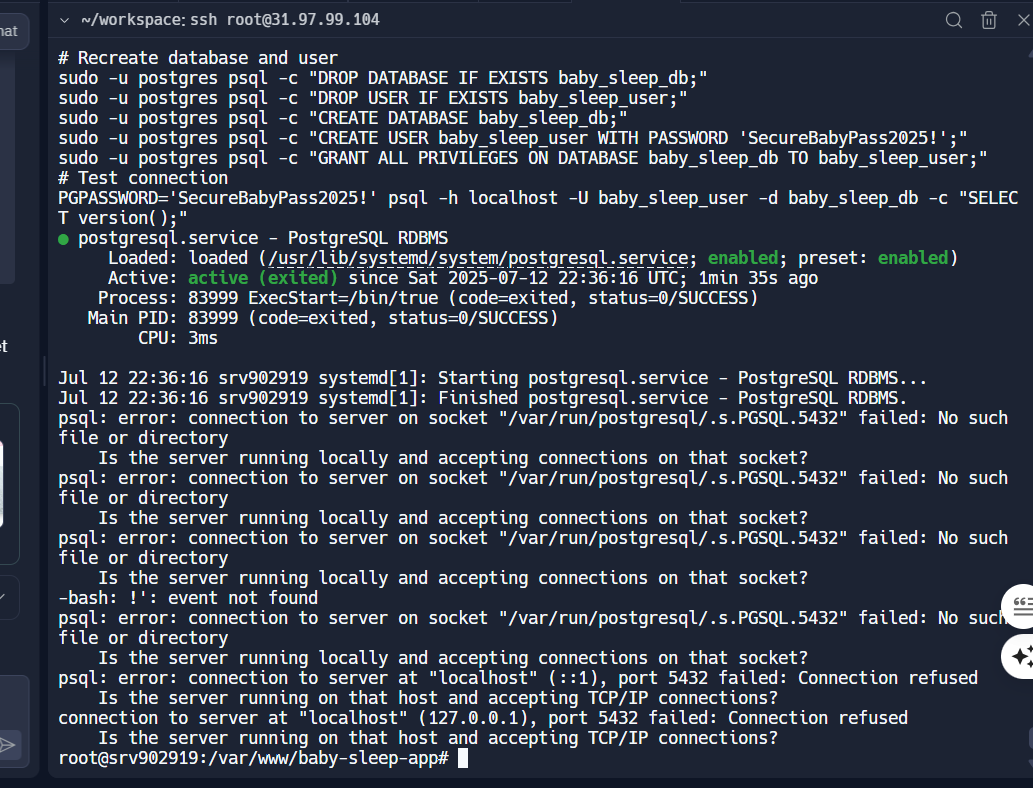 hat
~/workspace: ssh root@31.97.99.104
# Recreate database and user
sudo -u postgres psql -c "DROP DATABASE IF EXISTS baby_sleep_db;"
sudo -u postgres psql -c "DROP USER IF EXISTS baby_sleep_user;"
sudo -u postgres psql -c "CREATE DATABASE baby_sleep_db;"
sudo -u postgres psql -c "CREATE USER baby_sleep_user WITH PASSWORD 'SecureBabyPass2025!';"
sudo -u postgres psql -c "GRANT ALL PRIVILEGES ON DATABASE baby_sleep_db TO baby_sleep_user;"
# Test connection
PGPASSWORD='SecureBabyPass2025!' psql -h localhost -U baby_sleep_user -d baby_sleep_db -c "SELEC
T version();"
● postgresql.service - PostgreSQL RDBMS
Loaded: loaded (/usr/lib/systemd/system/postgresql.service; enabled; preset: enabled)
Active: active (exited) since Sat 2025-07-12 22:36:16 UTC; 1min 35s ago
Process: 83999 ExecStart=/bin/true (code=exited, status=0/SUCCESS)
Main PID: 83999 (code=exited, status=0/SUCCESS)
CPU: 3ms
et
Jul 12 22:36:16 srv902919 systemd[1]: Starting postgresql.service - PostgreSQL RDBMS...
Jul 12 22:36:16 srv902919 systemd[1]: Finished postgresql.service - PostgreSQL RDBMS.
psql: error: connection to server on socket "/var/run/postgresql/.s.PGSQL.5432" failed: No such
file or directory
Is the server running locally and accepting connections on that socket?
psql: error: connection to server on socket "/var/run/postgresql/.s.PGSQL.5432" failed: No such
file or directory
Is the server running locally and accepting connections on that socket?
psql: error: connection to server on socket "/var/run/postgresql/.s.PGSQL.5432" failed: No such
file or directory
Is the server running locally and accepting connections on that socket?
-bash: !': event not found
psql: error: connection to server on socket "/var/run/postgresql/.s.PGSQL.5432" failed: No such
file or directory
Is the server running locally and accepting connections on that socket?
psql: error: connection to server at "localhost" (::1), port 5432 failed: Connection refused
Is the server running on that host and accepting TCP/IP connections?
connection to server at "localhost" (127.0.0.1), port 5432 failed: Connection refused
Is the server running on that host and accepting TCP/IP connections?
root@srv902919:/var/www/baby-sleep-app#